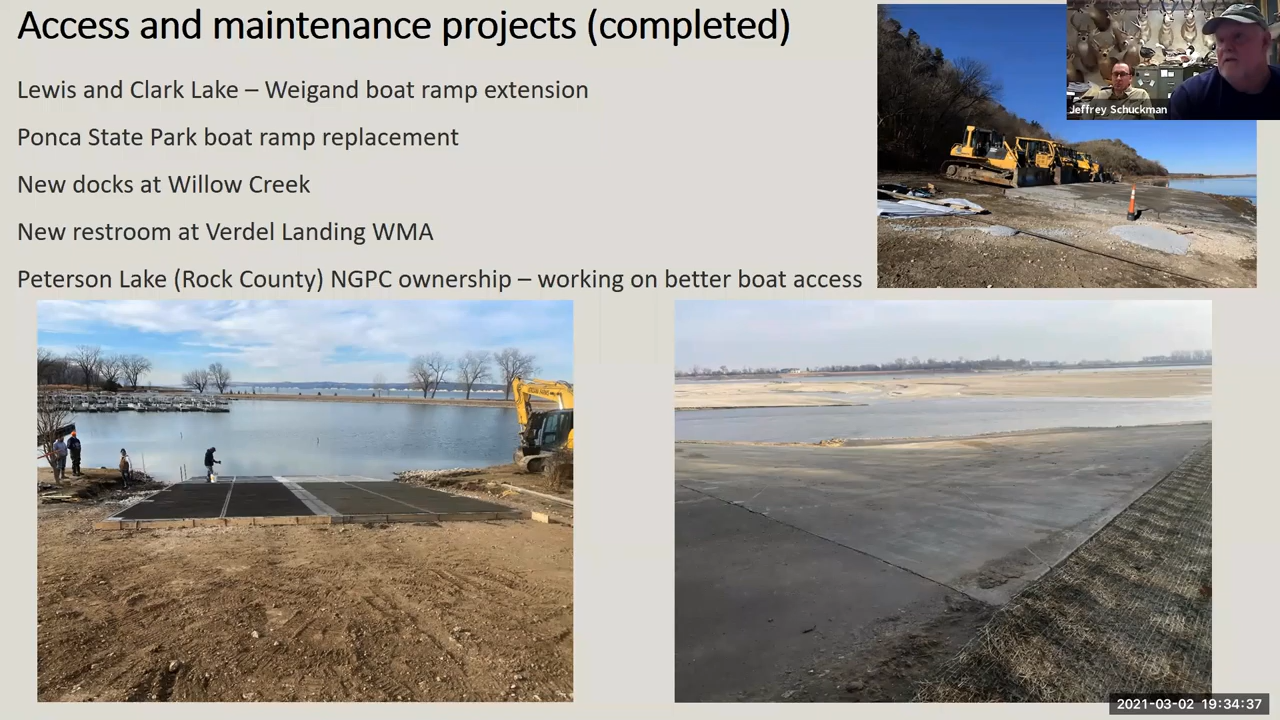 Access and maintenance projects (completed)
Lewis and Clark Lake – Weigand boat ramp extension
Ponca State Park boat ramp replacement
New docks at Willow Creek
New restroom at Verdel Landing WMA
Peterson Lake (Rock County) NGPC ownership – working on better boat access
Jeffrey Schuckman
2021-03-02 19:34:37